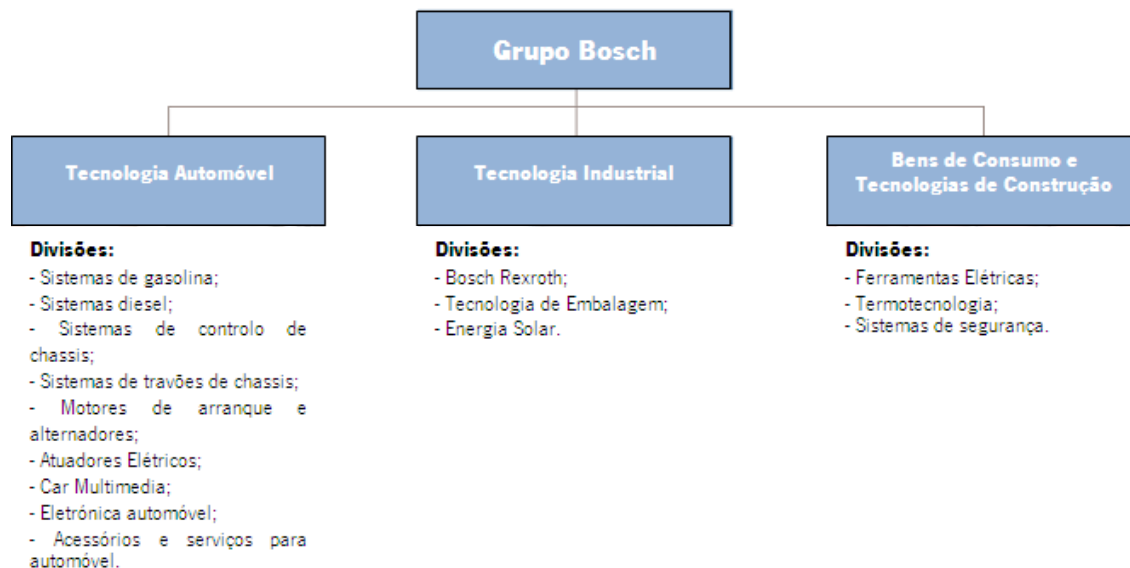 Grupo Bosch
Tecnologia Automóvel
Divisões:
- Sistemas de gasolina;
- Sistemas diesel;
- Sistemas de controlo de
chassis;
- Sistemas de travões de chassis;
- Motores de arranque e
alternadores;
- Atuadores Elétricos;
- Car Multimedia;
- Eletrónica automóvel;
- Acessórios e serviços para
automóvel.
Tecnologia Industrial
Divisões:
- Bosch Rexroth;
- Tecnologia de Embalagem;
- Energia Solar.
Bens de Consumo e
Tecnologias de Construção
Divisões:
- Ferramentas Elétricas;
- Termotecnologia;
- Sistemas de segurança.